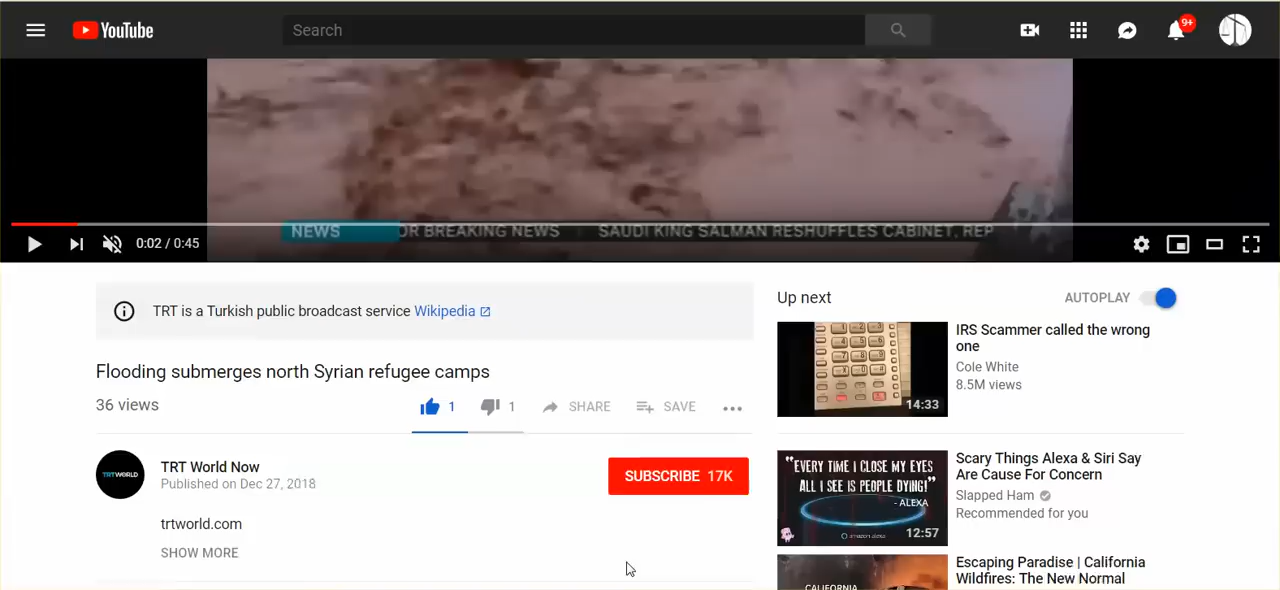 YouTube
Search
9+
NEWS OR BREAKING NEWS SAUDI KING SALMAN RESHUFFLES CABINET, REP
0:02 / 0:45
TRT is a Turkish public broadcast service Wikipedia
Flooding submerges north Syrian refugee camps
36 views
1 1 SHARE SAVE
TRTWORLD
TRT World Now
Published on Dec 27, 2018
SUBSCRIBE 17K
trtworld.com
SHOW MORE
Up next
AUTOPLAY
14:33
IRS Scammer called the wrong
one
Cole White
8.5M views
"EVERY TIME I CLOSE MY EYES
ALL I SEE IS PEOPLE DYING!"
- ALEXA
amazon alexa
12:57
Scary Things Alexa & Siri Say
Are Cause For Concern
Slapped Ham
Recommended for you
CALIFORNIA
Escaping Paradise | California
Wildfires: The New Normal